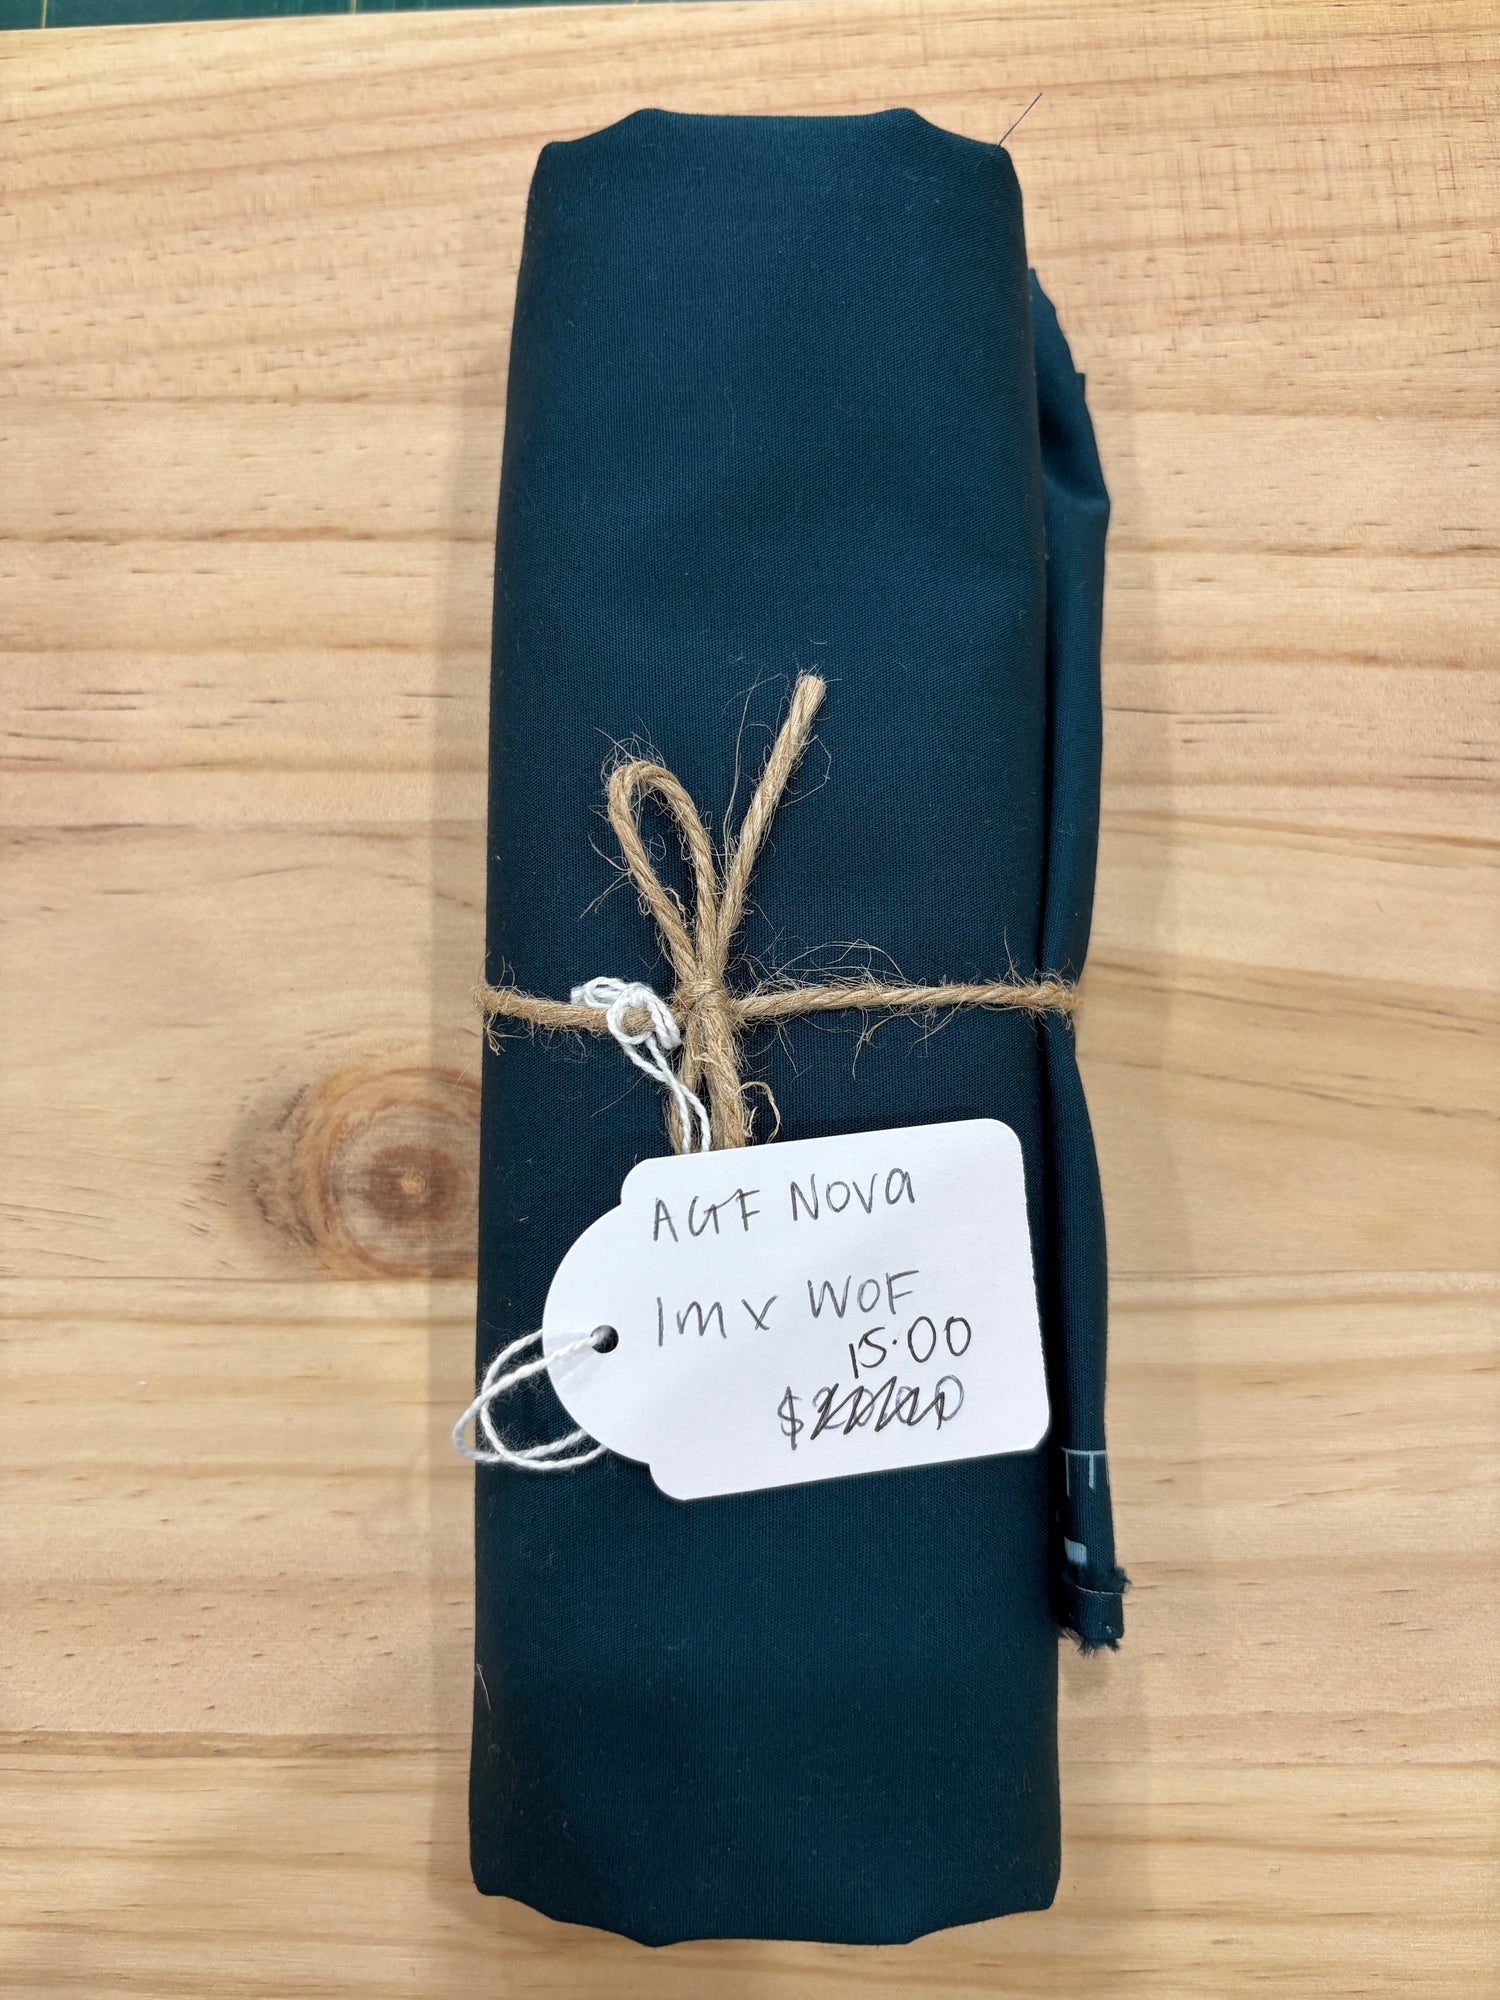 AGF Nova
1m x WOF
15.00
$